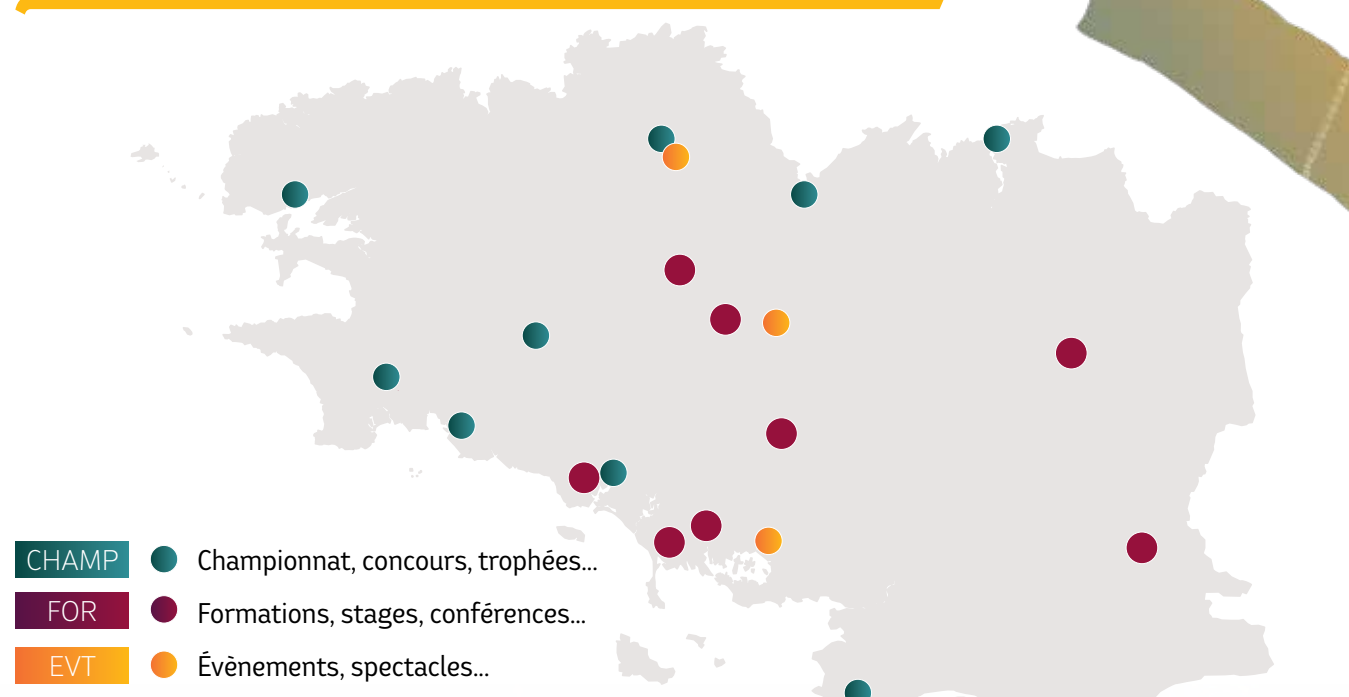 CHAMP Championnat, concours, trophées...
FOR Formations, stages, conférences...
EVT Évènements, spectacles...